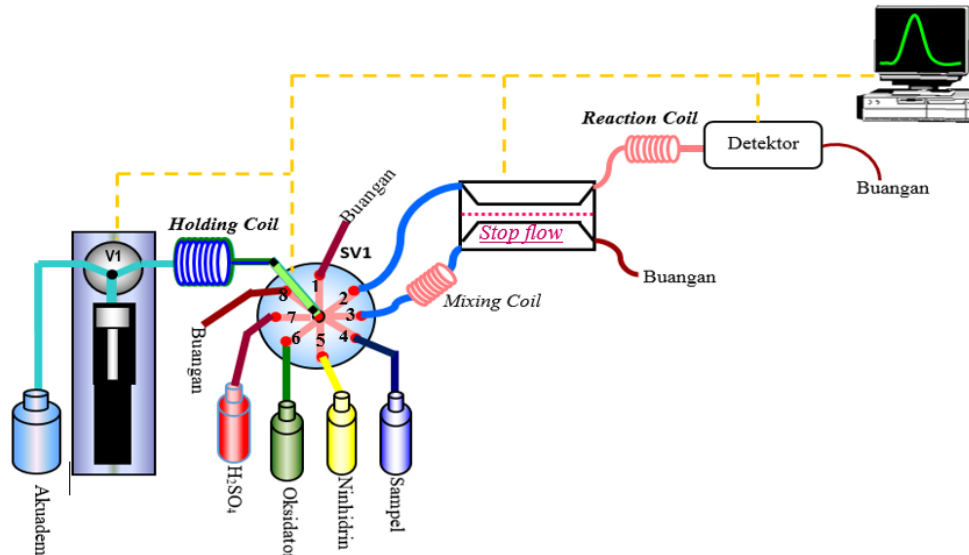 Reaction Coil
Detektor
Buangan
Buangan
Holding Coil
V1
SV1
Stop flow
Buangan
Mixing Coil
1
2
3
4
5
6
7
8
Buangan
Akuadem
H₂SO₄
Oksidator
Ninhidrin
Sampel